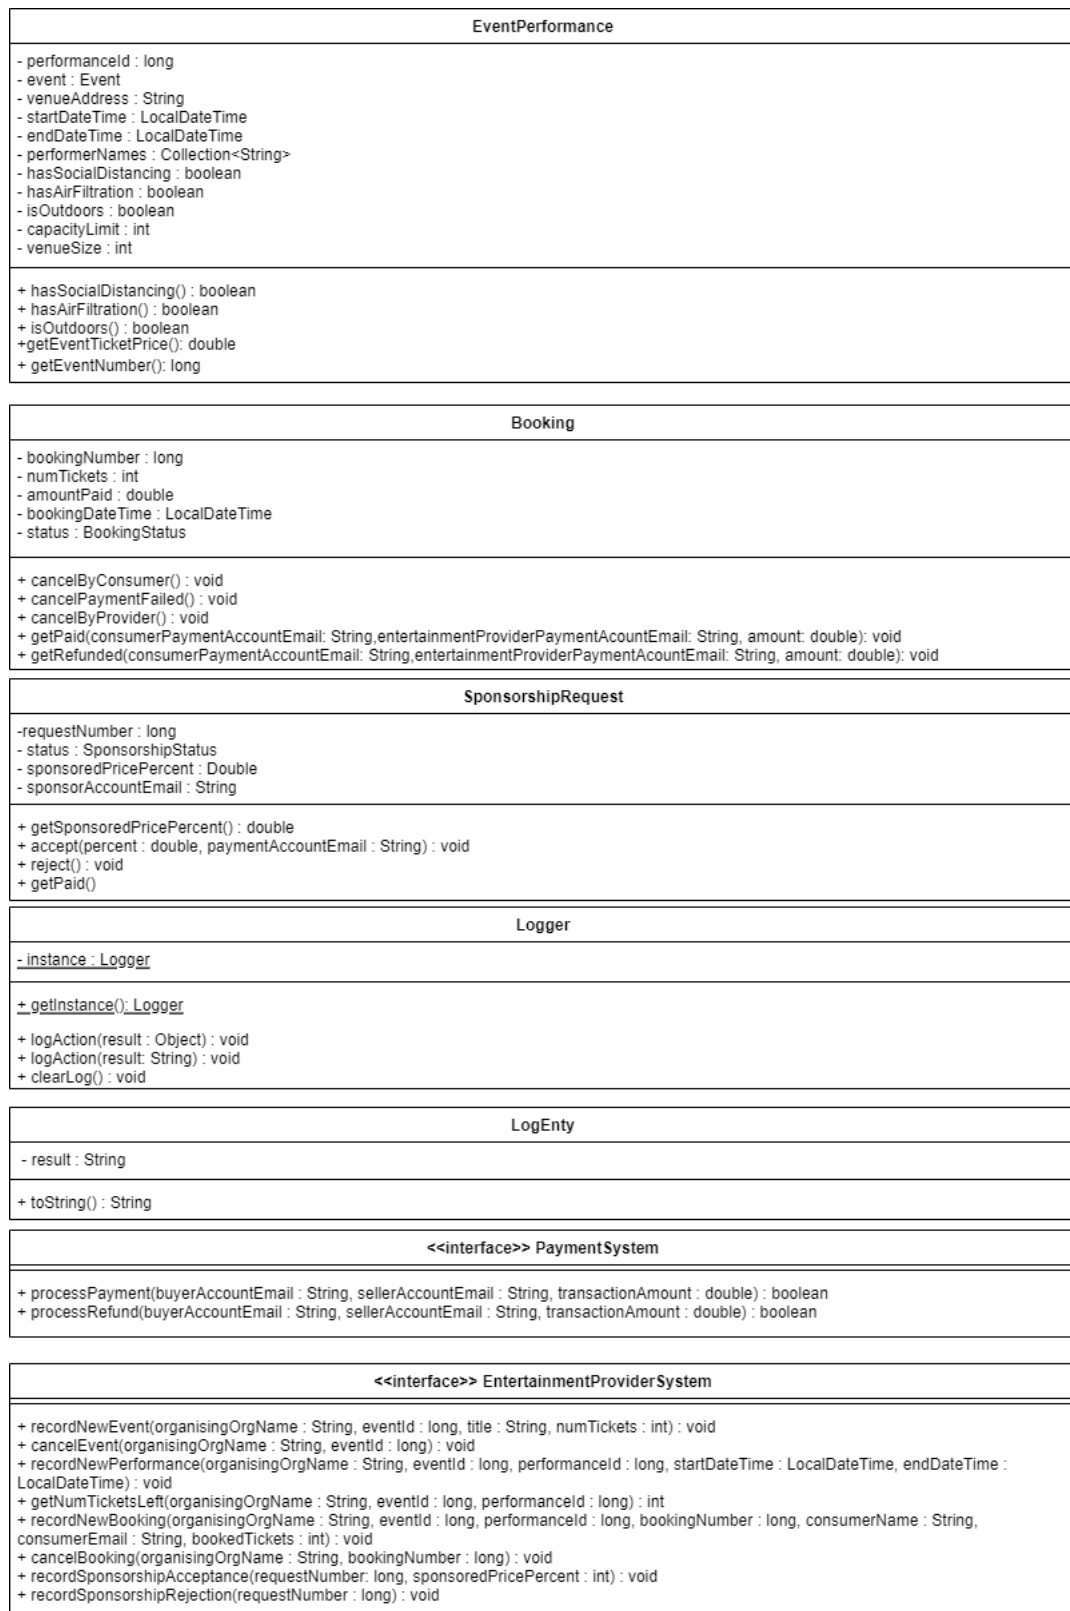 EventPerformance
- performanceId : long
- event : Event
- venueAddress : String
- startDateTime : LocalDateTime
- endDateTime : LocalDateTime
- performerNames : Collection<String>
- hasSocialDistancing : boolean
- hasAirFiltration : boolean
- isOutdoors : boolean
- capacityLimit : int
- venueSize : int
+ hasSocialDistancing() : boolean
+ hasAirFiltration() : boolean
+ isOutdoors() : boolean
+getEventTicketPrice(): double
+ getEventNumber(): long
Booking
- bookingNumber : long
- numTickets : int
- amountPaid : double
- bookingDateTime : LocalDateTime
- status : BookingStatus
+ cancelByConsumer() : void
+ cancelPaymentFailed() : void
+ cancelByProvider() : void
+ getPaid(consumerPaymentAccountEmail: String,entertainmentProviderPaymentAcountEmail: String, amount: double): void
+ getRefunded(consumerPaymentAccountEmail: String,entertainmentProviderPaymentAcountEmail: String, amount: double): void
SponsorshipRequest
-requestNumber : long
- status : SponsorshipStatus
- sponsoredPricePercent : Double
- sponsorAccountEmail : String
+ getSponsoredPricePercent() : double
+ accept(percent : double, paymentAccountEmail : String) : void
+ reject() : void
+ getPaid()
Logger
- instance : Logger
+ getInstance(): Logger
+ logAction(result : Object) : void
+ logAction(result: String) : void
+ clearLog() : void
LogEnty
- result : String
+ toString() : String
<<interface>> PaymentSystem
+ processPayment(buyerAccountEmail : String, sellerAccountEmail : String, transactionAmount : double) : boolean
+ processRefund(buyerAccountEmail : String, sellerAccountEmail : String, transactionAmount : double) : boolean
<<interface>> EntertainmentProviderSystem
+ recordNewEvent(organisingOrgName : String, eventId : long, title : String, numTickets : int) : void
+ cancelEvent(organisingOrgName : String, eventId : long) : void
+ recordNewPerformance(organisingOrgName : String, eventId : long, performanceId : long, startDateTime : LocalDateTime, endDateTime :
LocalDateTime) : void
+ getNumTicketsLeft(organisingOrgName : String, eventId : long, performanceId : long) : int
+ recordNewBooking(organisingOrgName : String, eventId : long, performanceId : long, bookingNumber : long, consumerName : String,
consumerEmail : String, bookedTickets : int) : void
+ cancelBooking(organisingOrgName : String, bookingNumber : long) : void
+ recordSponsorshipAcceptance(requestNumber: long, sponsoredPricePercent : int) : void
+ recordSponsorshipRejection(requestNumber : long) : void